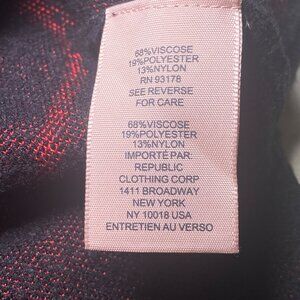 68%VISCOSE
19%POLYESTER
13%NYLON
RN 93178
SEE REVERSE
FOR CARE
68%VISCOSE
19%POLYESTER
13%NYLON
IMPORTÉ PAR:
REPUBLIC
CLOTHING CORP
1411 BROADWAY
NEW YORK
NY 10018 USA
ENTRETIEN AU VERSO